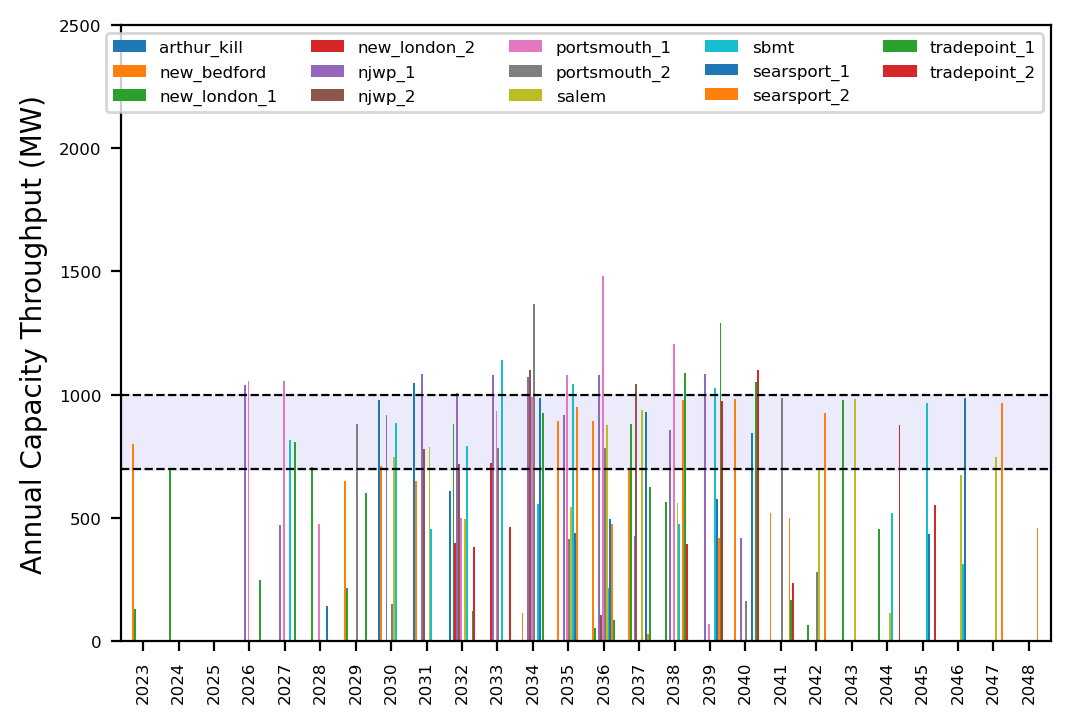 2500
arthur_kill new_london_2 portsmouth_1 sbmt tradepoint_1
new_bedford njwp_1 portsmouth_2 searsport_1 tradepoint_2
new_london_1 njwp_2 salem searsport_2
2000
1500
1000
500
0
Annual Capacity Throughput (MW)
2023 2024 2025 2026 2027 2028 2029 2030 2031 2032 2033 2034 2035 2036 2037 2038 2039 2040 2041 2042 2043 2044 2045 2046 2047 2048